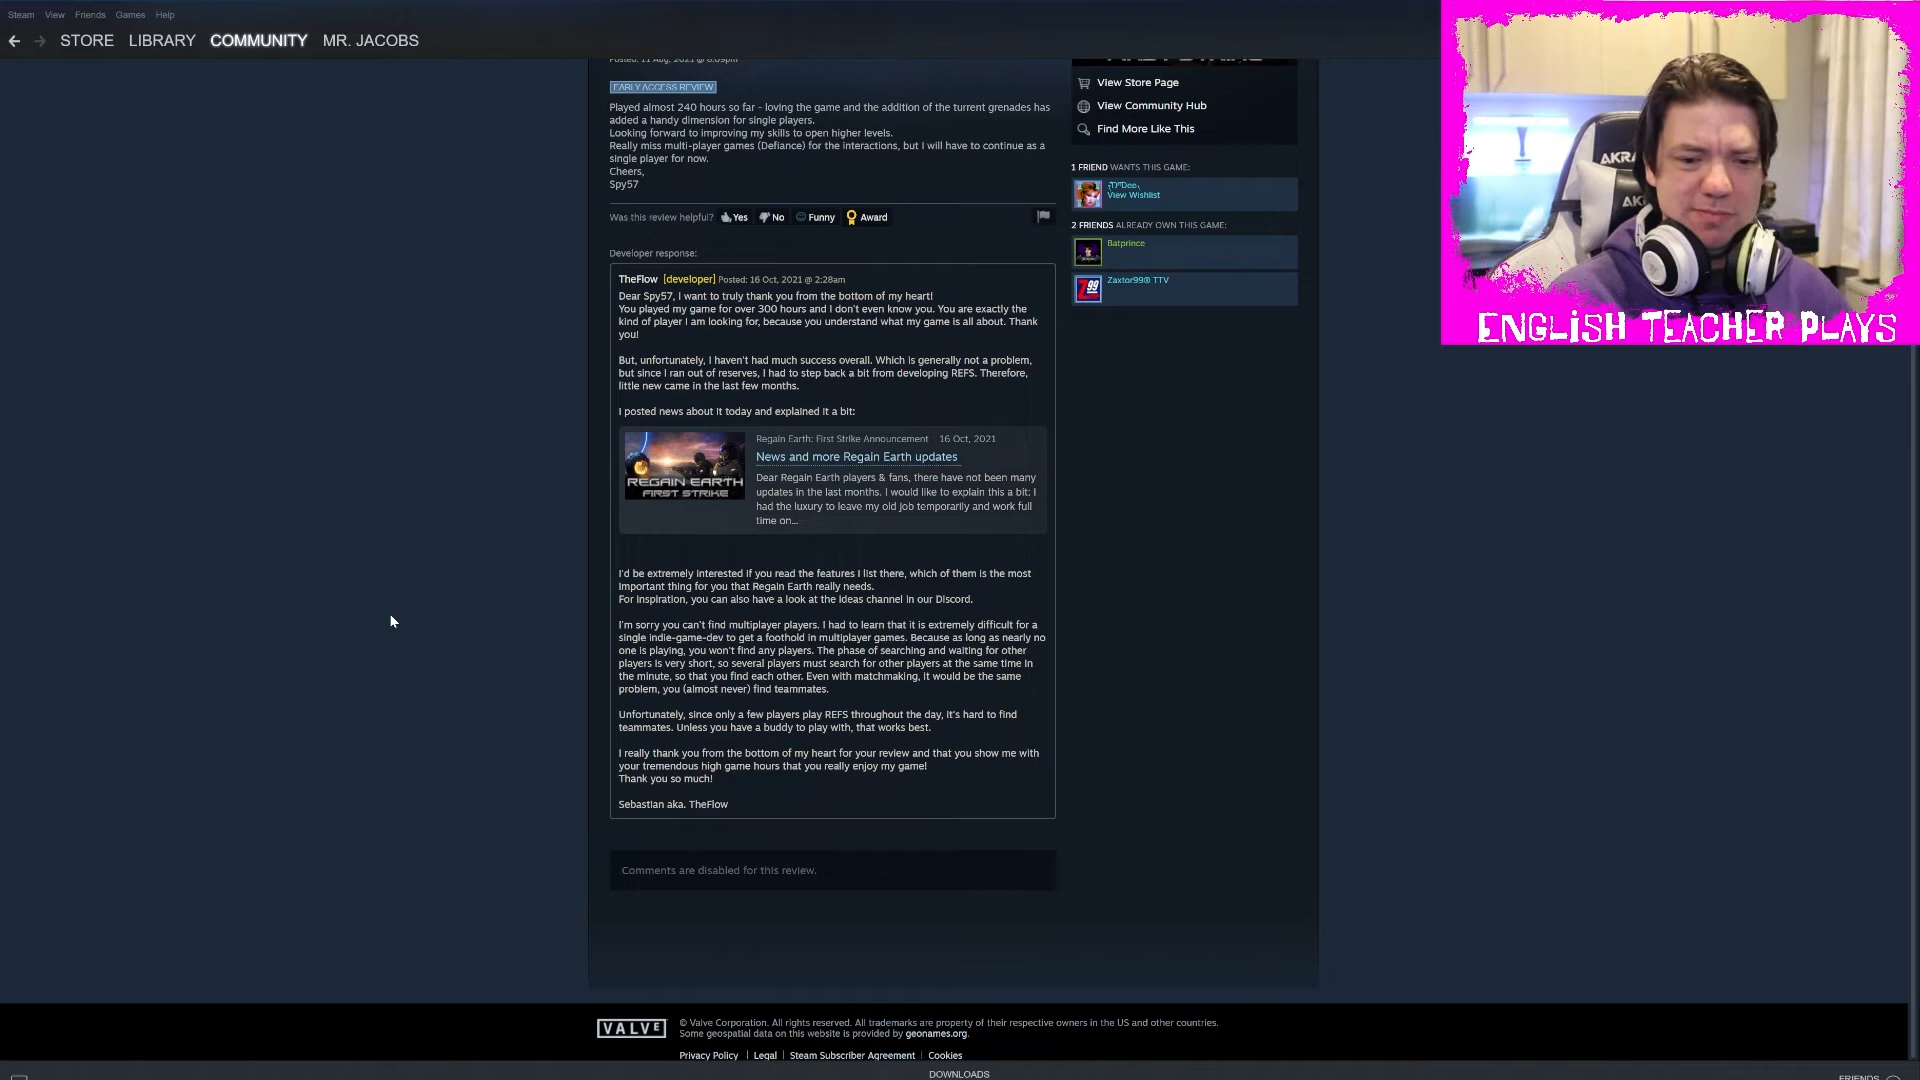 Steam View Friends Games Help
STORE LIBRARY COMMUNITY MR. JACOBS
Posted: 11 Aug, 2021 @ 8:09pm
EARLY ACCESS REVIEW
Played almost 240 hours so far - loving the game and the addition of the turrent grenades has
added a handy dimension for single players.
Looking forward to improving my skills to open higher levels.
Really miss multi-player games (Defiance) for the interactions, but I will have to continue as a
single player for now.
Cheers,
Spy57
Was this review helpful? Yes No Funny Award
Developer response:
TheFlow [developer] Posted: 16 Oct, 2021 @ 2:28am
Dear Spy57, I want to truly thank you from the bottom of my heart!
You played my game for over 300 hours and I don't even know you. You are exactly the
kind of player I am looking for, because you understand what my game is all about. Thank
you!
But, unfortunately, I haven't had much success overall. Which is generally not a problem,
but since I ran out of reserves, I had to step back a bit from developing REFS. Therefore,
little new came in the last few months.
I posted news about it today and explained it a bit:
REGAIN EARTH
FIRST STRIKE
Regain Earth: First Strike Announcement 16 Oct, 2021
News and more Regain Earth updates
Dear Regain Earth players & fans, there have not been many
updates in the last months. I would like to explain this a bit: I
had the luxury to leave my old job temporarily and work full
time on...
I'd be extremely interested if you read the features I list there, which of them is the most
important thing for you that Regain Earth really needs.
For inspiration, you can also have a look at the ideas channel in our Discord.
I'm sorry you can't find multiplayer players. I had to learn that it is extremely difficult for a
single indie-game-dev to get a foothold in multiplayer games. Because as long as nearly no
one is playing, you won't find any players. The phase of searching and waiting for other
players is very short, so several players must search for other players at the same time in
the minute, so that you find each other. Even with matchmaking, it would be the same
problem, you (almost never) find teammates.
Unfortunately, since only a few players play REFS throughout the day, it's hard to find
teammates. Unless you have a buddy to play with, that works best.
I really thank you from the bottom of my heart for your review and that you show me with
your tremendous high game hours that you really enjoy my game!
Thank you so much!
Sebastian aka. TheFlow
Comments are disabled for this review.
FIRST STRIKE
View Store Page
View Community Hub
Find More Like This
1 FRIEND WANTS THIS GAME:
View Wishlist
2 FRIENDS ALREADY OWN THIS GAME:
Batprince
Z99
Zaxtor99® TTV
AKRA
AK
ENGLiSH TEACHER PLAYS
VALVE
© Valve Corporation. All rights reserved. All trademarks are property of their respective owners in the US and other countries.
Some geospatial data on this website is provided by geonames.org.
Privacy Policy | Legal | Steam Subscriber Agreement | Cookies
DOWNLOADS
FRIENDS